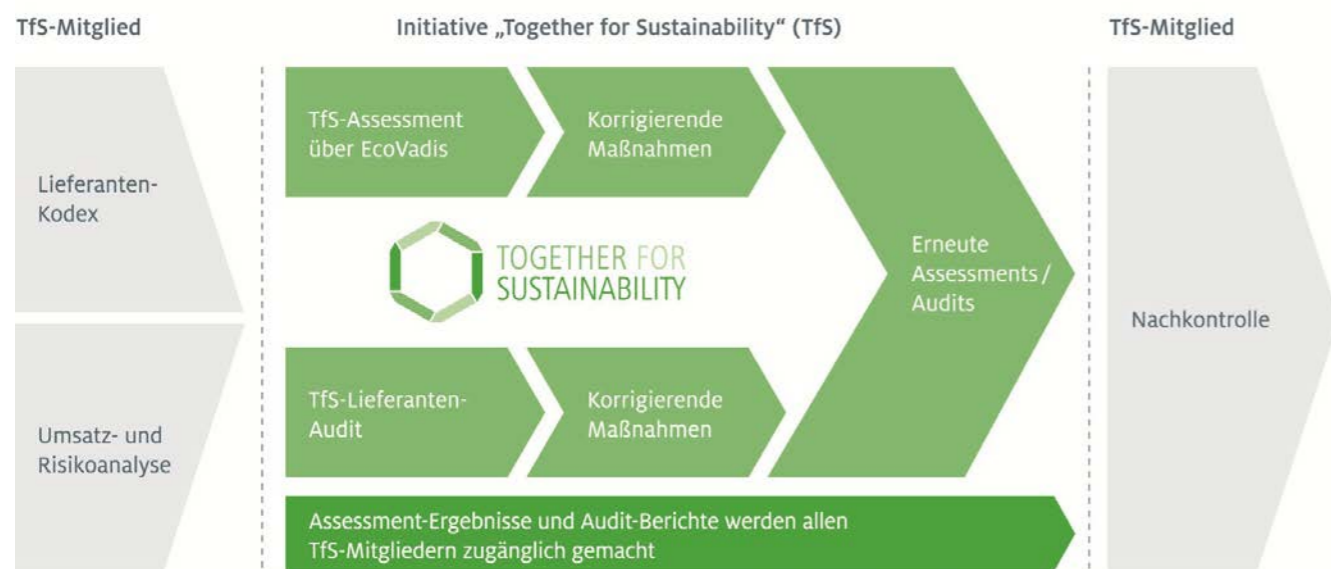 TfS-Mitglied
Initiative „Together for Sustainability“ (TfS)
TfS-Mitglied
Lieferanten-
Kodex
Umsatz- und
Risikoanalyse
TfS-Assessment
über EcoVadis
Korrigierende
Maßnahmen
TOGETHER FOR
SUSTAINABILITY
TfS-Lieferanten-
Audit
Korrigierende
Maßnahmen
Erneute
Assessments/
Audits
Assessment-Ergebnisse und Audit-Berichte werden allen
TfS-Mitgliedern zugänglich gemacht
Nachkontrolle